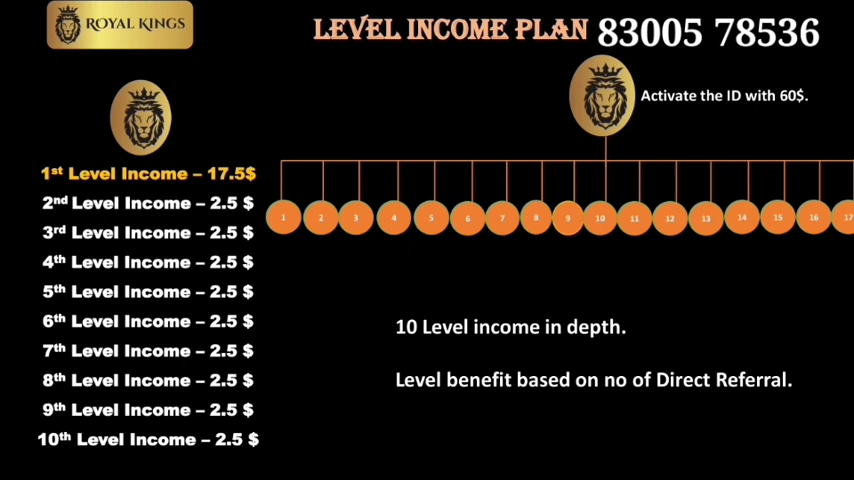 ROYAL KINGS
LEVEL INCOME PLAN 83005 78536
Activate the ID with 60$.
1st Level Income – 17.5$
2nd Level Income – 2.5 $
3rd Level Income – 2.5 $
4th Level Income – 2.5 $
5th Level Income – 2.5 $
6th Level Income – 2.5 $
7th Level Income – 2.5 $
8th Level Income – 2.5 $
9th Level Income – 2.5 $
10th Level Income – 2.5 $
1 2 3 4 5 6 7 8 9 10 11 12 13 14 15 16 17
10 Level income in depth.
Level benefit based on no of Direct Referral.